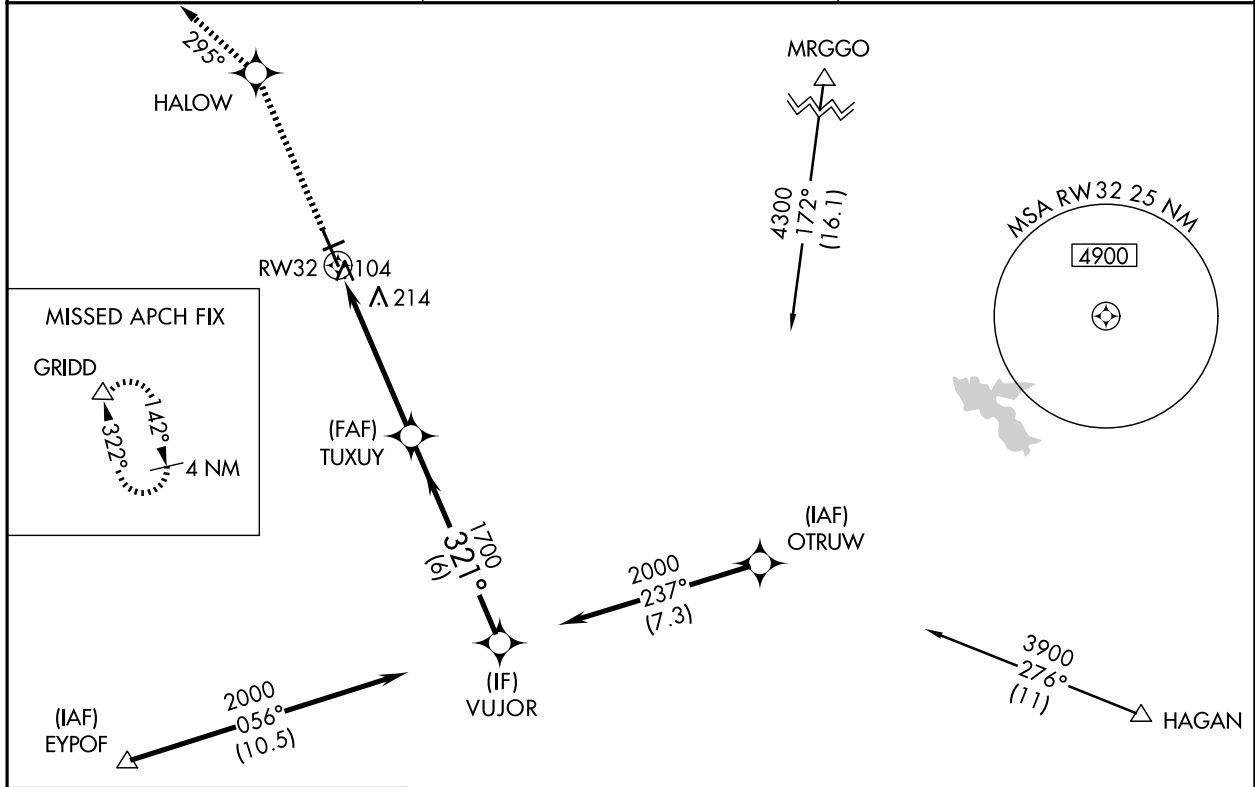 295°
HALOW
MRGGO
4300
172°
(16.1)
MSA RW32 25 NM
4900
RW32
104
214
MISSED APCH FIX
GRIDD
142°
322°
4 NM
(FAF)
TUXUY
1700
321°
(6)
(IAF)
OTRUW
2000
237°
(7.3)
(IF)
VUJOR
2000
056°
(10.5)
(IAF)
EYPOF
3900
276°
(11)
HAGAN